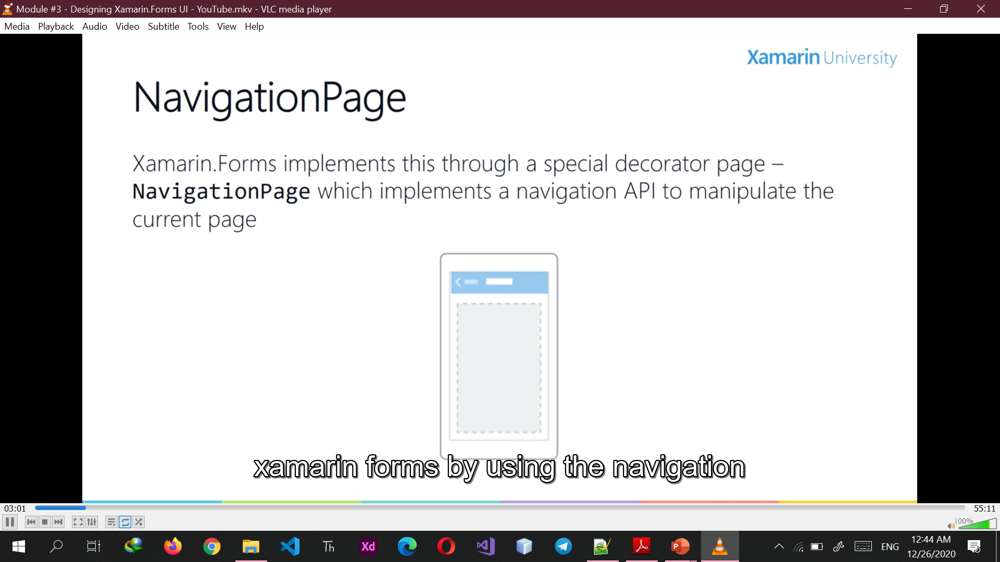 Module #3 - Designing Xamarin.Forms UI - YouTube.mkv - VLC media player
Media Playback Audio Video Subtitle Tools View Help
Xamarin University
NavigationPage
Xamarin.Forms implements this through a special decorator page –
NavigationPage which implements a navigation API to manipulate the
current page
xamarin forms by using the navigation
03:01
55:11
100%
Th
Xd
P
ENG
12:44 AM
12/26/2020